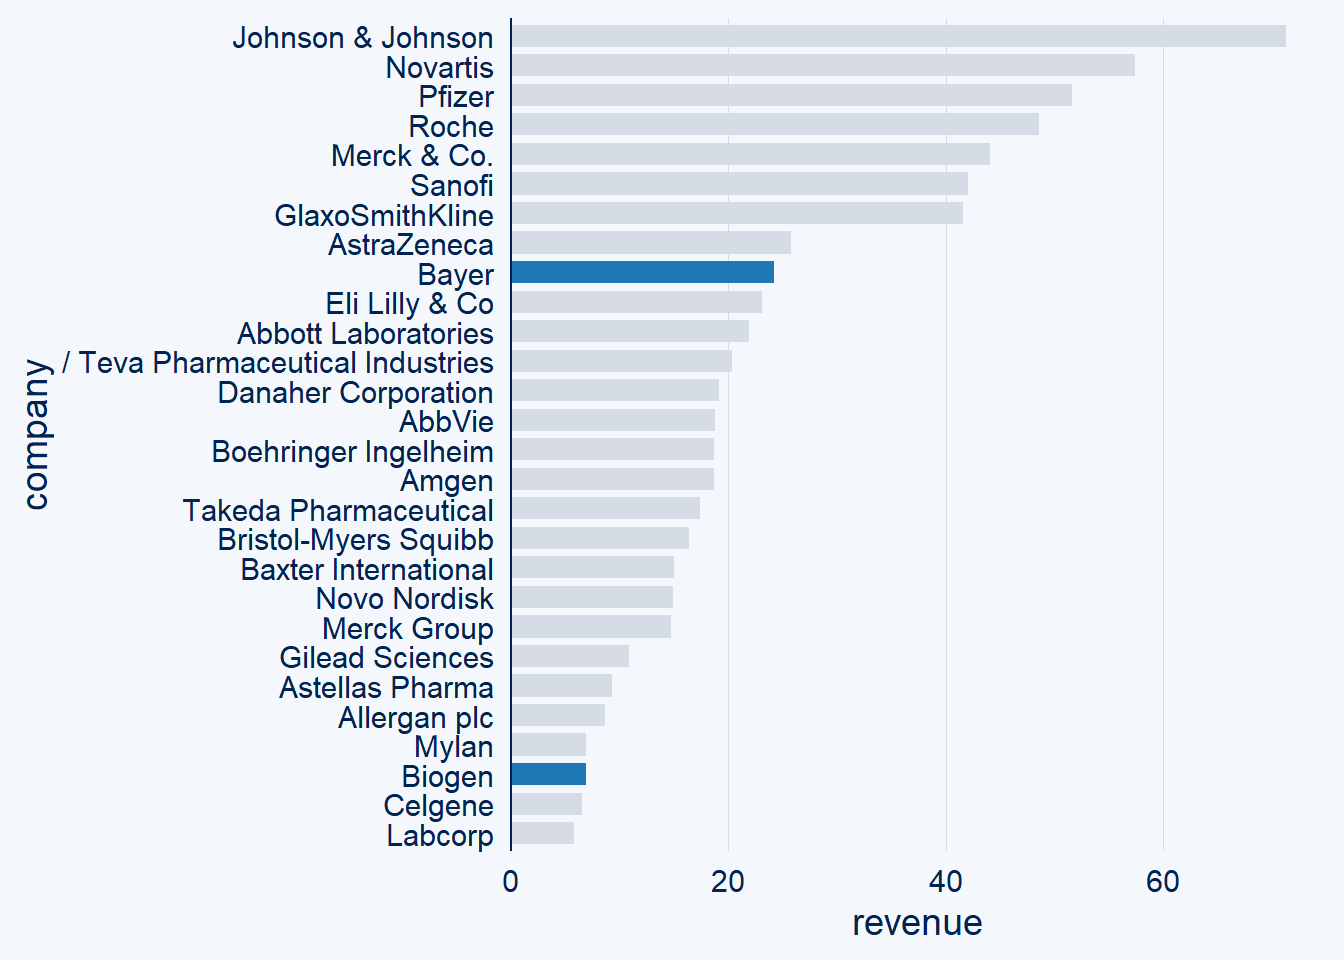 Johnson & Johnson
Novartis
Pfizer
Roche
Merck & Co.
Sanofi
GlaxoSmithKline
AstraZeneca
Bayer
Eli Lilly & Co
Abbott Laboratories
/ Teva Pharmaceutical Industries
Danaher Corporation
AbbVie
Boehringer Ingelheim
Amgen
Takeda Pharmaceutical
Bristol-Myers Squibb
Baxter International
Novo Nordisk
Merck Group
Gilead Sciences
Astellas Pharma
Allergan plc
Mylan
Biogen
Celgene
Labcorp
company
0 20 40 60
revenue